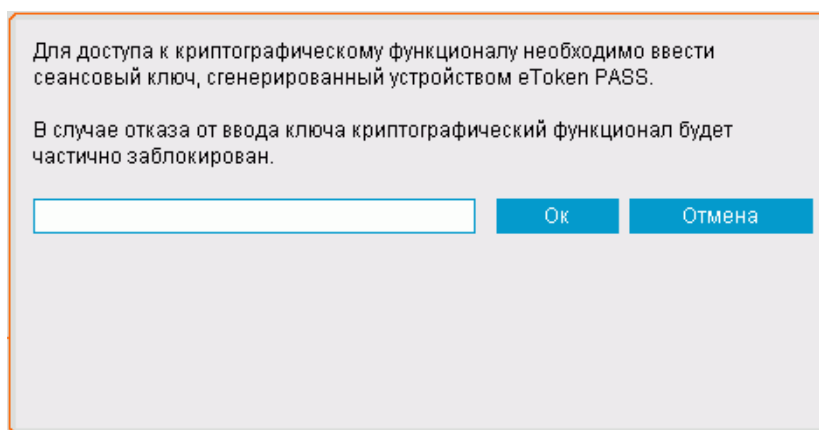 Для доступа к криптографическому функционалу необходимо ввести
сеансовый ключ, сгенерированный устройством eToken PASS.
В случае отказа от ввода ключа криптографический функционал будет
частично заблокирован.
Ок Отмена